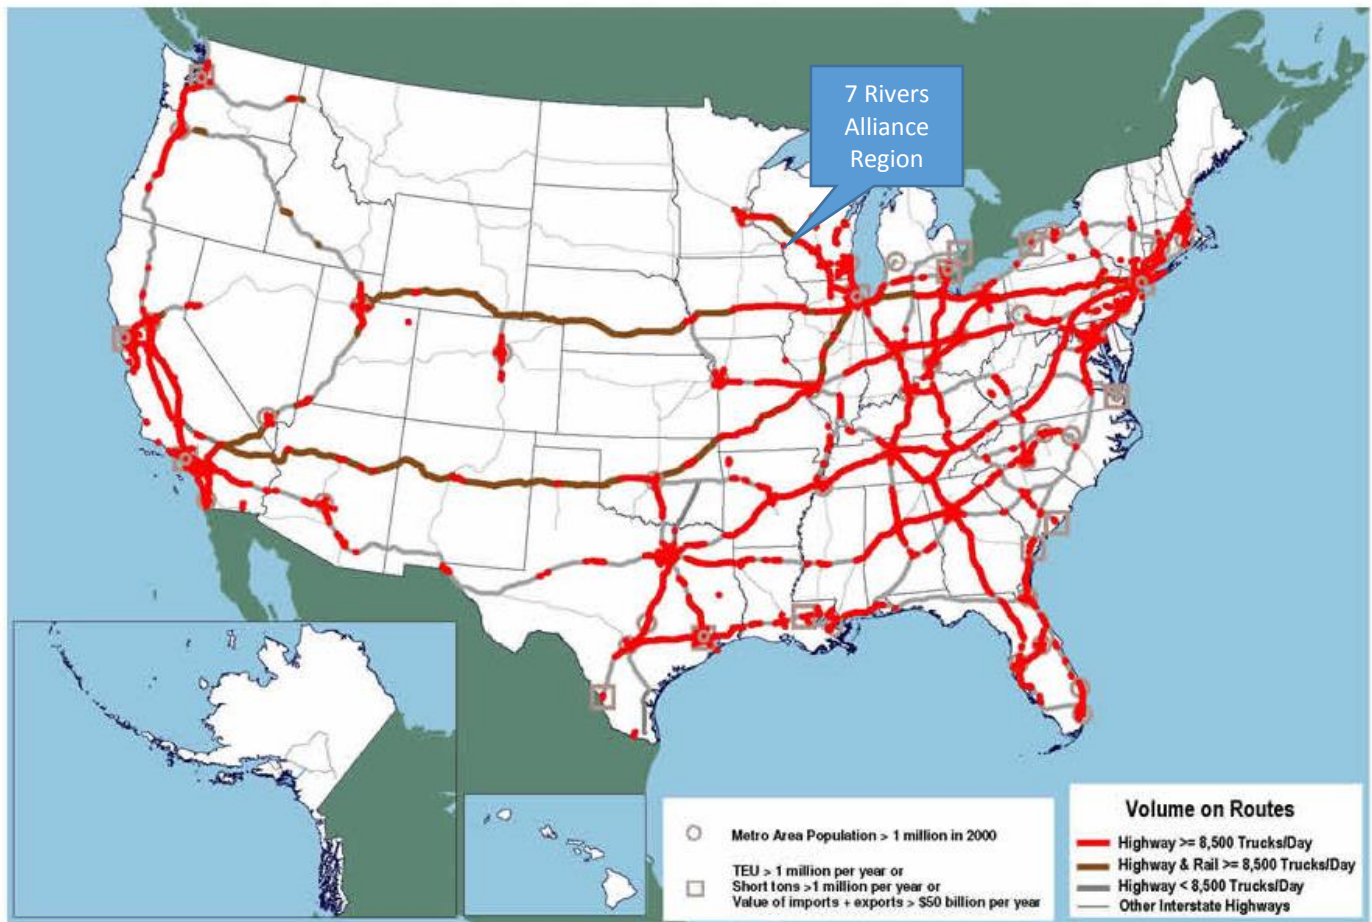 7 Rivers
Alliance
Region
Metro Area Population > 1 million in 2000
TEU > 1 million per year or
Short tons >1 million per year or
Value of imports + exports > $50 billion per year
Volume on Routes
Highway >= 8,500 Trucks/Day
Highway & Rail >= 8,500 Trucks/Day
Highway < 8,500 Trucks/Day
Other Interstate Highways